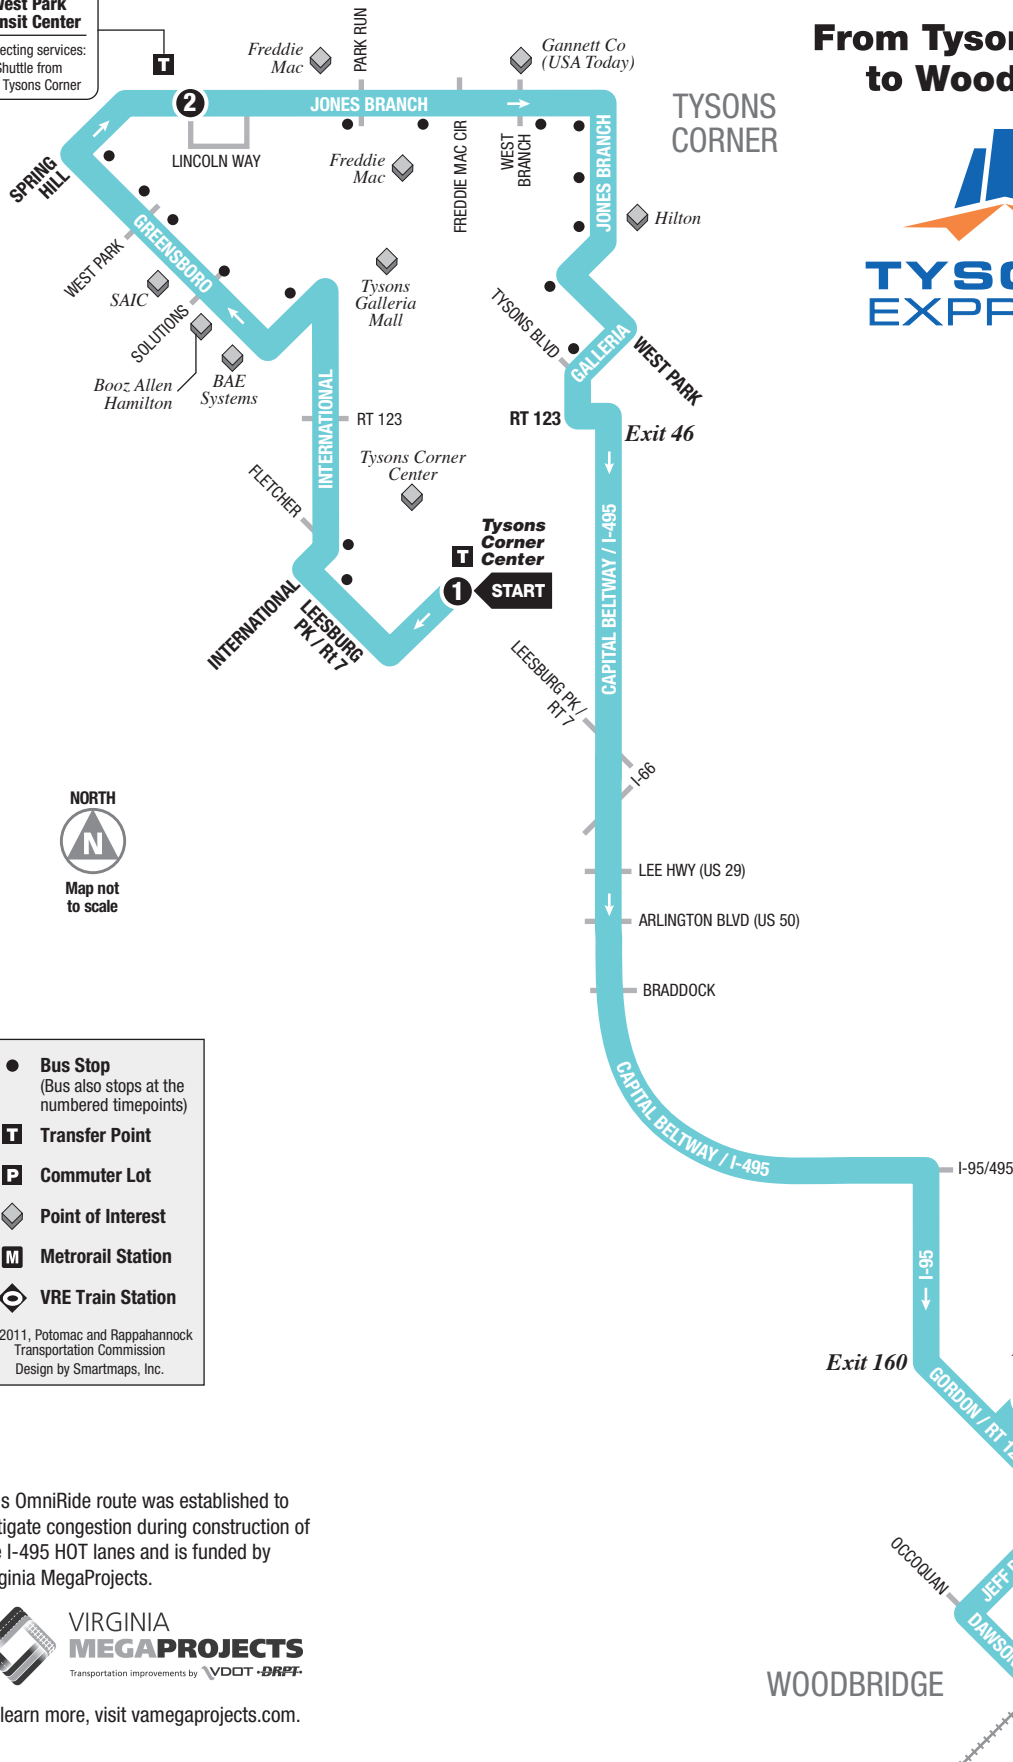 est Park
nsit Center
ecting services:
Shuttle from
Tysons Corner
T
Freddie
Mac
PARK RUN
Gannett Co
(USA Today)
From Tyson
to Wood
TYSONS
CORNER
2
JONES BRANCH
LINCOLN WAY
Freddie
Mac
FREDDIE MAC CIR
WEST
BRANCH
JONES BRANCH
Hilton
SPRING
HILL
GREENSBORO
WEST PARK
SAIC
SOLUTIONS
Tysons
Galleria
Mall
TYSONS BLVD
GALLERIA
WEST PARK
TYS
EXP
Booz Allen
Hamilton
BAE
Systems
INTERNATIONAL
RT 123
RT 123
Exit 46
Tysons Corner
Center
FLETCHER
Tysons
Corner
Center
T
1
START
INTERNATIONAL
LEESBURG
PK / Rt 7
CAPITAL BELTWAY / I-495
LEESBURG PK /
RT 7
I-66
NORTH
N
Map not
to scale
LEE HWY (US 29)
ARLINGTON BLVD (US 50)
BRADDOCK
CAPITAL BELTWAY / I-495
I-95/495
I-95
Exit 160
GORDON / RT 12
Bus Stop
(Bus also stops at the
numbered timepoints)
T Transfer Point
P Commuter Lot
Point of Interest
M Metrorail Station
VRE Train Station
2011, Potomac and Rappahannock
Transportation Commission
Design by Smartmaps, Inc.
s OmniRide route was established to
tigate congestion during construction of
e I-495 HOT lanes and is funded by
ginia MegaProjects.
VIRGINIA
MEGAPROJECTS
Transportation improvements by VDOT · DRPT·
learn more, visit vamegaprojects.com.
OCCOQUAN
JEFF
DAWSON
WOODBRIDGE